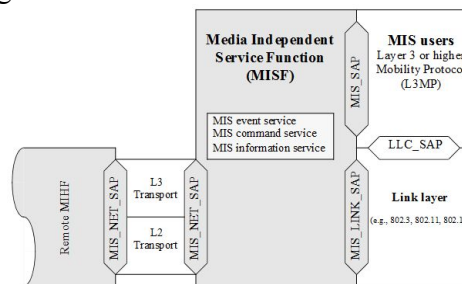 Media Independent
Service Function
(MISF)
MIS event service
MIS command service
MIS information service
MIS_SAP
MIS users
Layer 3 or higher
Mobility Protocol
(L3MP)
LLC_SAP
MIS_LINK_SAP
Link layer
(e.g., 802.3, 802.11, 802.1
Remote MIHF
MIS_NET_SAP
L3
Transport
L2
Transport
MIS_NET_SAP